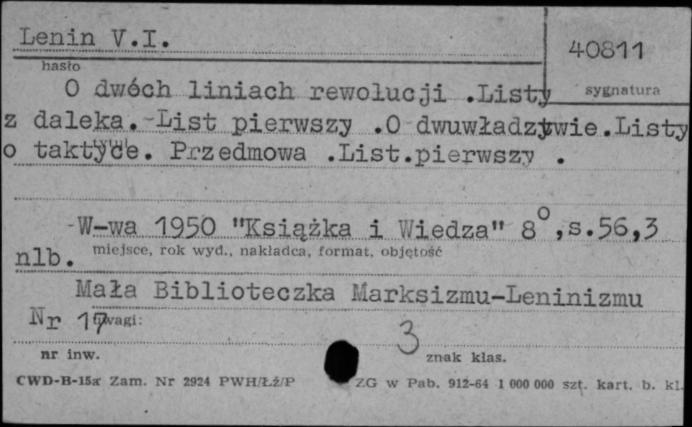 Lenin V.I.
40811
hasło
sygnatura
O dwóch liniach rewolucji .Listy
z daleka.-List pierwszy .O dwuwładztwie.Listy
o taktyce. Przedmowa .List.pierwszy .
tytuł
W-wa 1950 "Książka i Wiedza" 8°,s.56,3
nlb.
miejsce, rok wyd., nakładca, format, objętość
Mała Biblioteczka Marksizmu-Leninizmu
Nr 17
uwagi:
3
nr inw.
znak klas.
CWD-B-15a Zam. Nr 2924 PWH/Łż/P ZG w Pab. 912-64 1 000 000 szt. kart. b. kl.